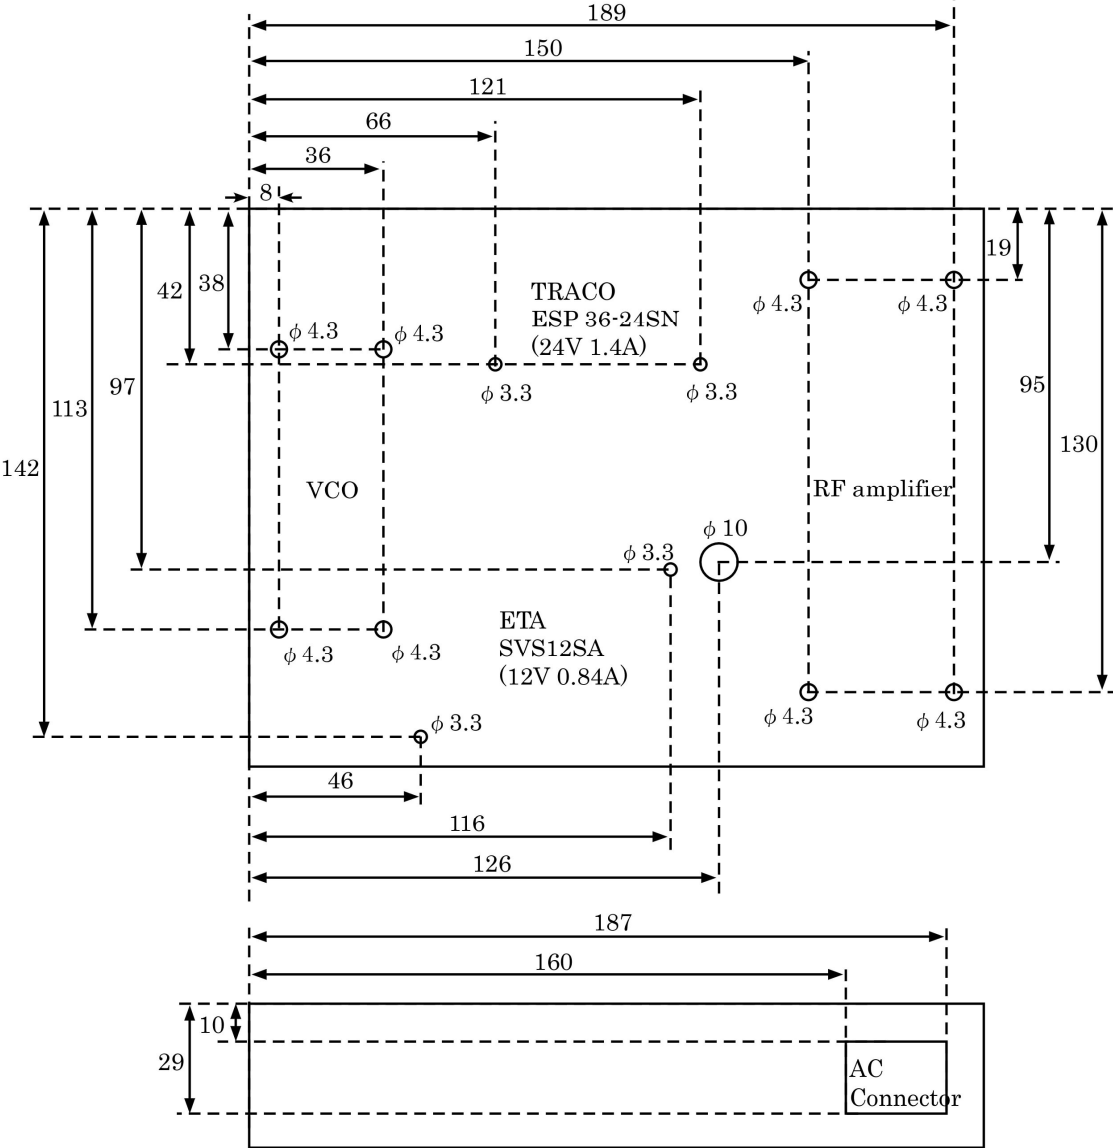 189
150
121
66
36
8
19
42
38
TRACO
ESP 36-24SN
(24V 1.4A)
φ 4.3
φ 4.3
φ 4.3
φ 4.3
97
φ 3.3
φ 3.3
95
113
142
130
VCO
RF amplifier
φ 10
φ 3.3
ETA
SVS12SA
(12V 0.84A)
φ 4.3
φ 4.3
φ 4.3
φ 4.3
φ 3.3
46
116
126
187
160
10
29
AC
Connector